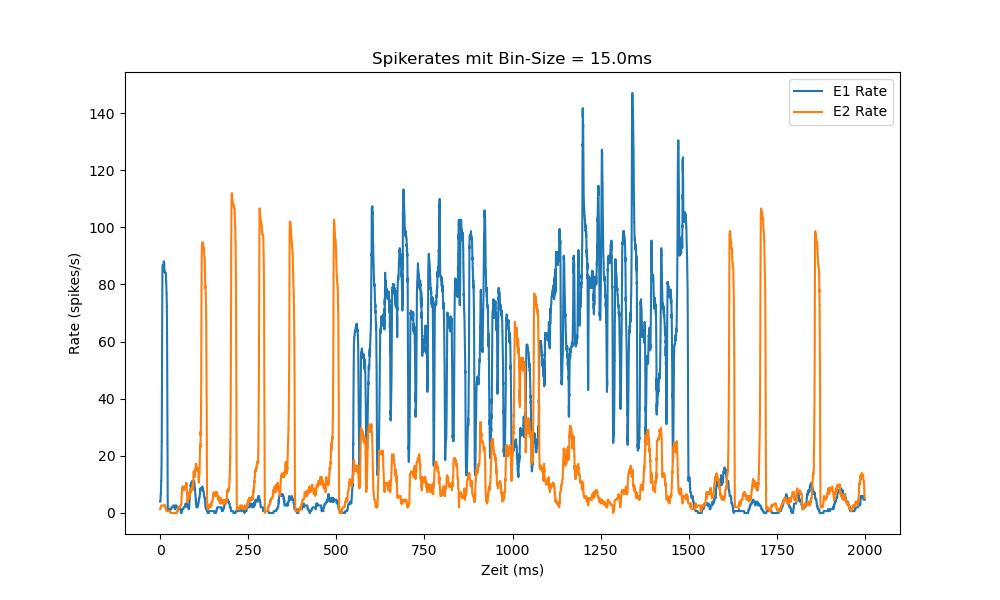 Spikerates mit Bin-Size = 15.0ms
E1 Rate
E2 Rate
Rate (spikes/s)
140
120
100
80
60
40
20
0
0 250 500 750 1000 1250 1500 1750 2000
Zeit (ms)